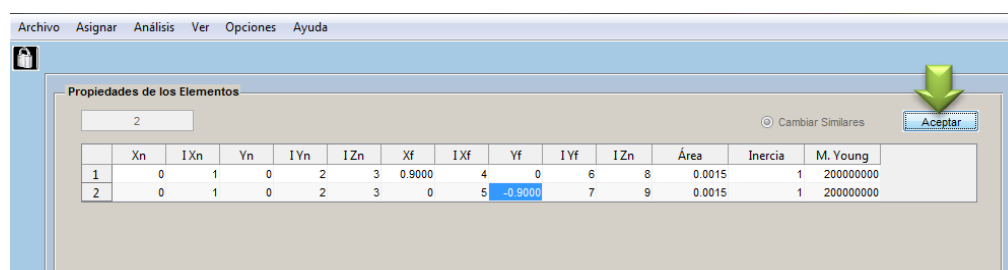 Archivo Asignar Análisis Ver Opciones Ayuda
Propiedades de los Elementos
2 Cambiar Similares Aceptar
Xn I Xn Yn I Yn I Zn Xf I Xf Yf I Yf I Zn Área Inercia M. Young
1 0 1 0 2 3 0.9000 4 0 6 8 0.0015 1 200000000
2 0 1 0 2 3 0 5 -0.9000 7 9 0.0015 1 200000000